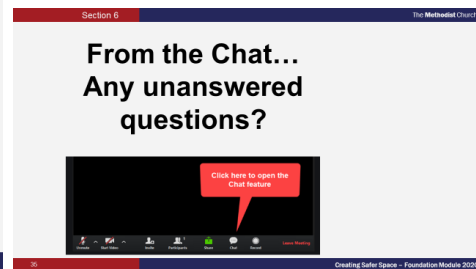 Section 6
The Methodist Church
From the Chat…
Any unanswered
questions?
Click here to open the
Chat feature
Unmute
Start Video
Invite
Participants
Share
Chat
Record
Leave Meeting
35
Creating Safer Space – Foundation Module 2020